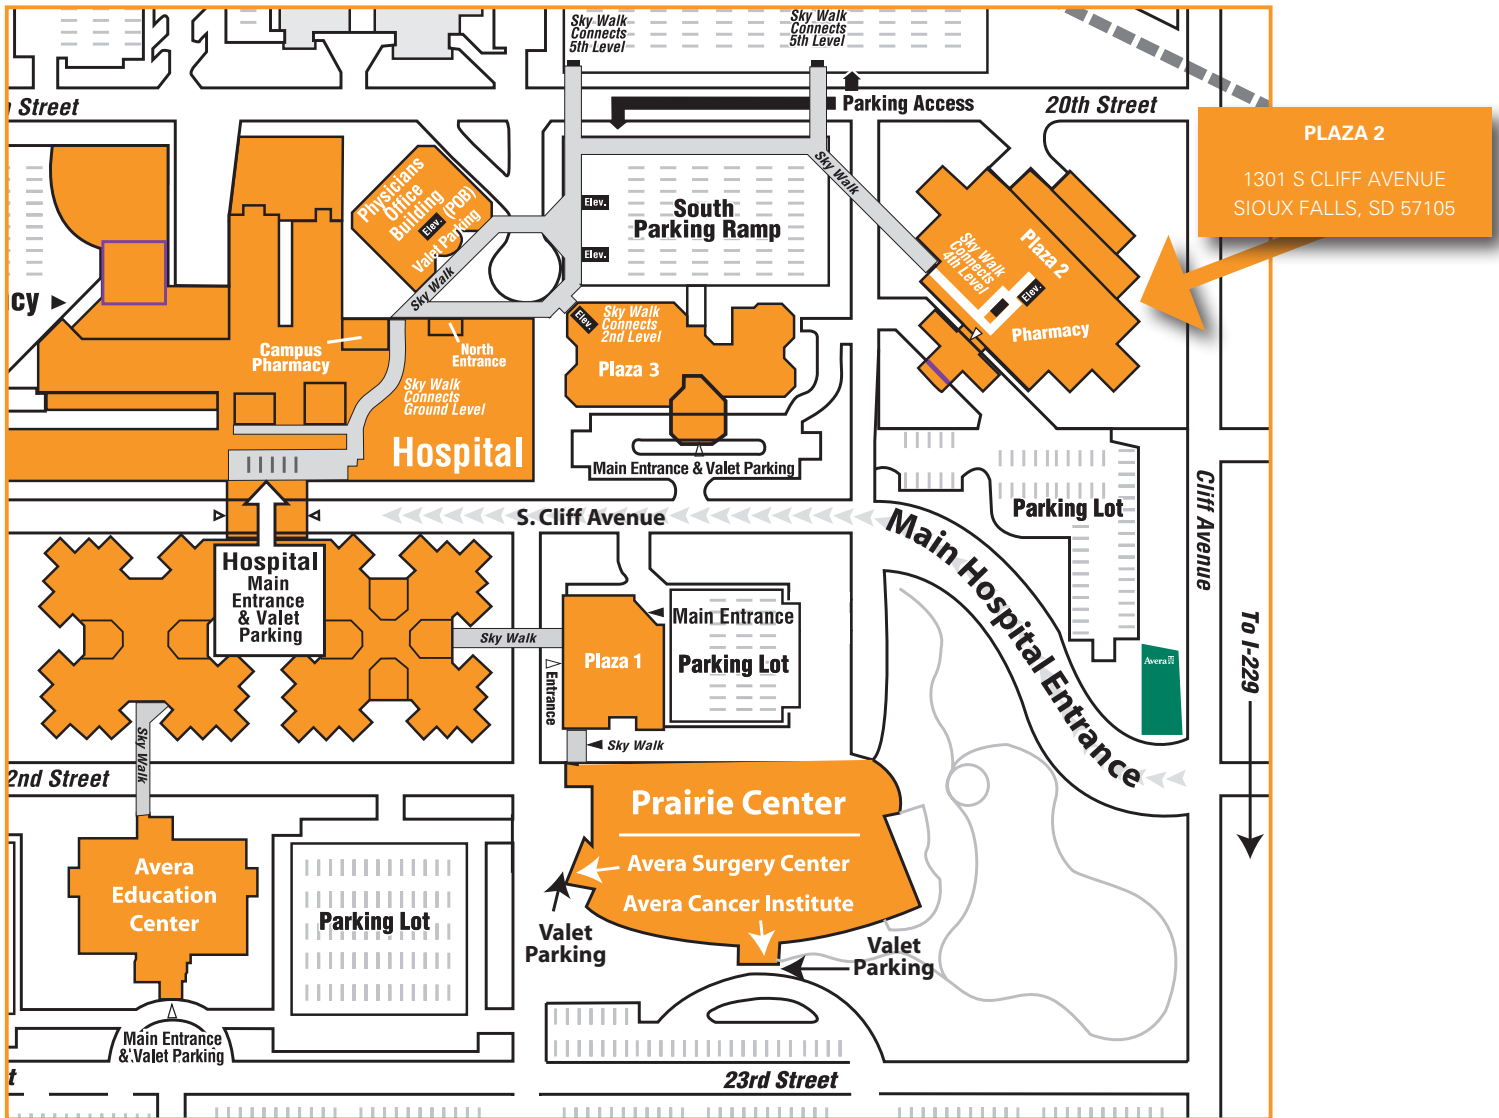 Sky Walk
Connects
5th Level
Sky Walk
Connects
5th Level
Street
Parking Access
20th Street
PLAZA 2
1301 S CLIFF AVENUE
SIOUX FALLS, SD 57105
Physicians
Office
Building
(POB)
Elev.
Valet Parking
Sky Walk
Elev.
Elev.
South
Parking Ramp
Sky Walk
Plaza 2
Sky Walk
Connects
4th Level
Elev.
Pharmacy
cy
Campus
Pharmacy
North
Entrance
Sky Walk
Connects
Ground Level
Hospital
Elev.
Sky Walk
Connects
2nd Level
Plaza 3
Main Entrance & Valet Parking
Parking Lot
S. Cliff Avenue
Main Hospital Entrance
Cliff Avenue
To I-229
Avera
Hospital
Main
Entrance
& Valet
Parking
Sky Walk
Plaza 1
Entrance
Main Entrance
Parking Lot
Sky Walk
Sky Walk
2nd Street
Prairie Center
Avera Surgery Center
Avera Cancer Institute
Valet
Parking
Valet
Parking
Avera
Education
Center
Parking Lot
Main Entrance
& Valet Parking
t
23rd Street